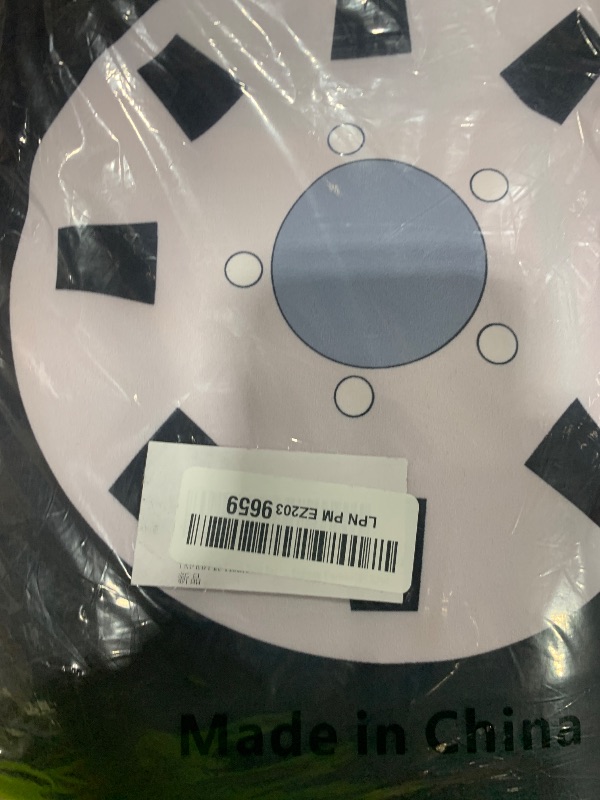 LPN PM EZ203 9659
新品
Made in China